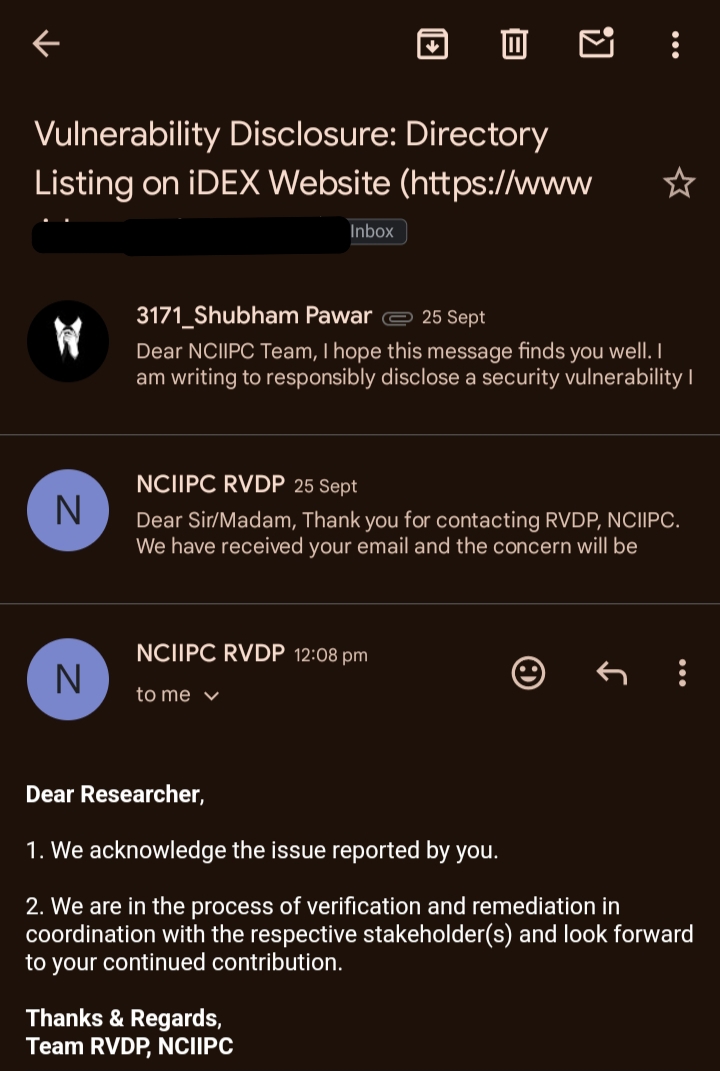 Vulnerability Disclosure: Directory
Listing on iDEX Website (https://www
Inbox
3171_Shubham Pawar 25 Sept
Dear NCIIPC Team, I hope this message finds you well. I
am writing to responsibly disclose a security vulnerability I
N
NCIIPC RVDP 25 Sept
Dear Sir/Madam, Thank you for contacting RVDP, NCIIPC.
We have received your email and the concern will be
N
NCIIPC RVDP 12:08 pm
to me
Dear Researcher,
1. We acknowledge the issue reported by you.
2. We are in the process of verification and remediation in
coordination with the respective stakeholder(s) and look forward
to your continued contribution.
Thanks & Regards,
Team RVDP, NCIIPC